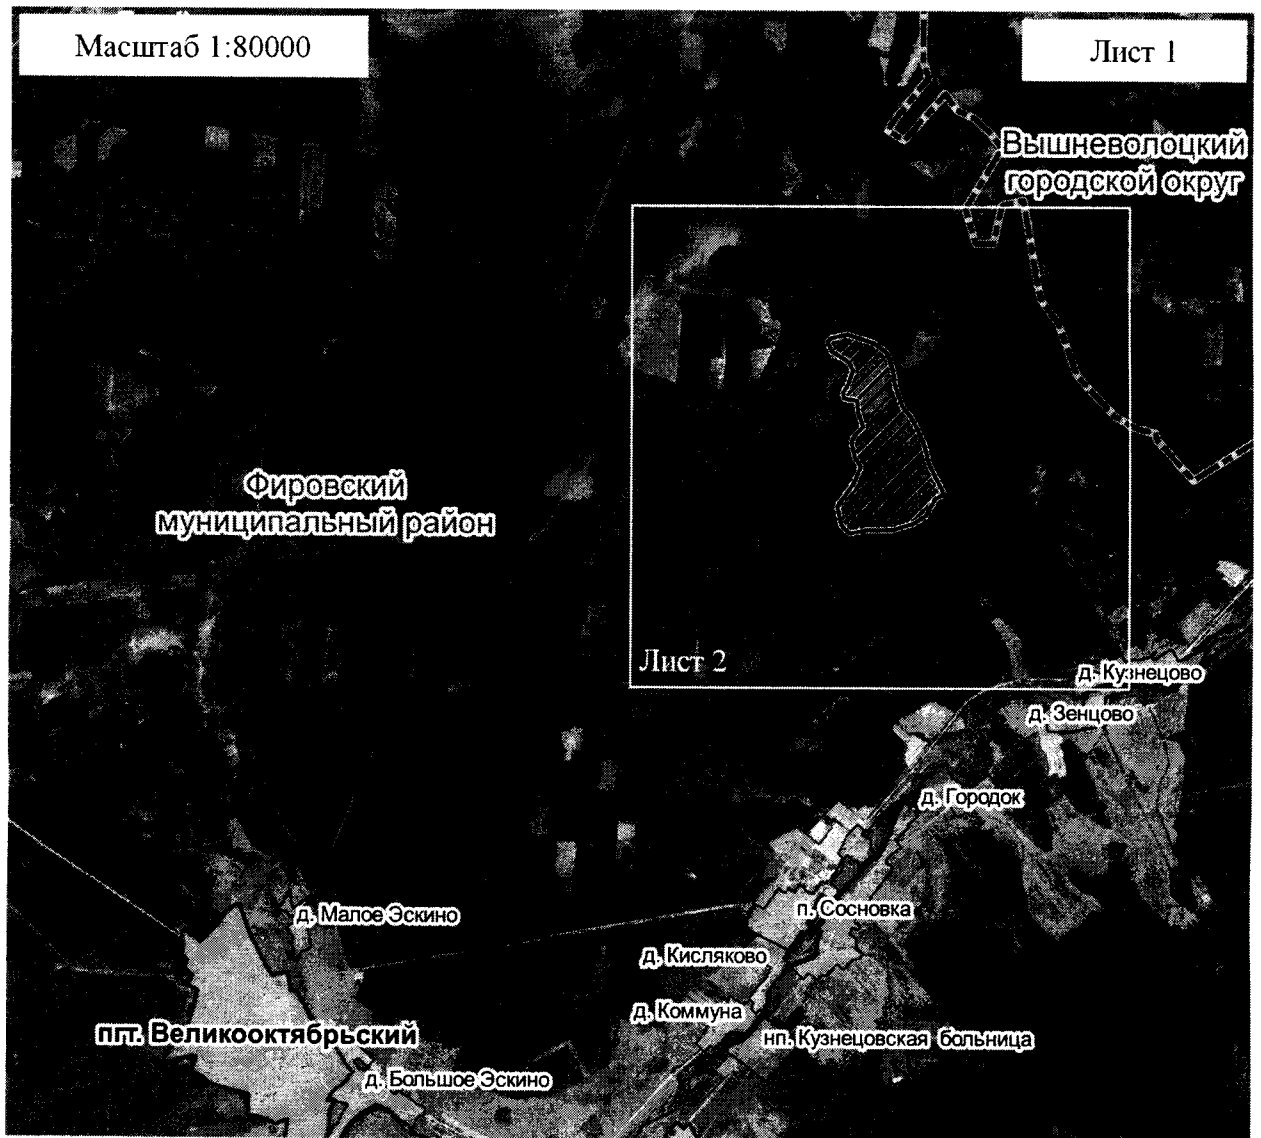 Масштаб 1:80000
Лист 1
Вышневолоцкий
городской округ
Фировский
муниципальный район
Лист 2
д. Кузнецово
д. Зенцово
д. Городок
д. Малое Эскино
п. Сосновка
д. Кисляково
д. Коммуна
пгт. Великооктябрьский
нп. Кузнецовская больница
д. Большое Эскино